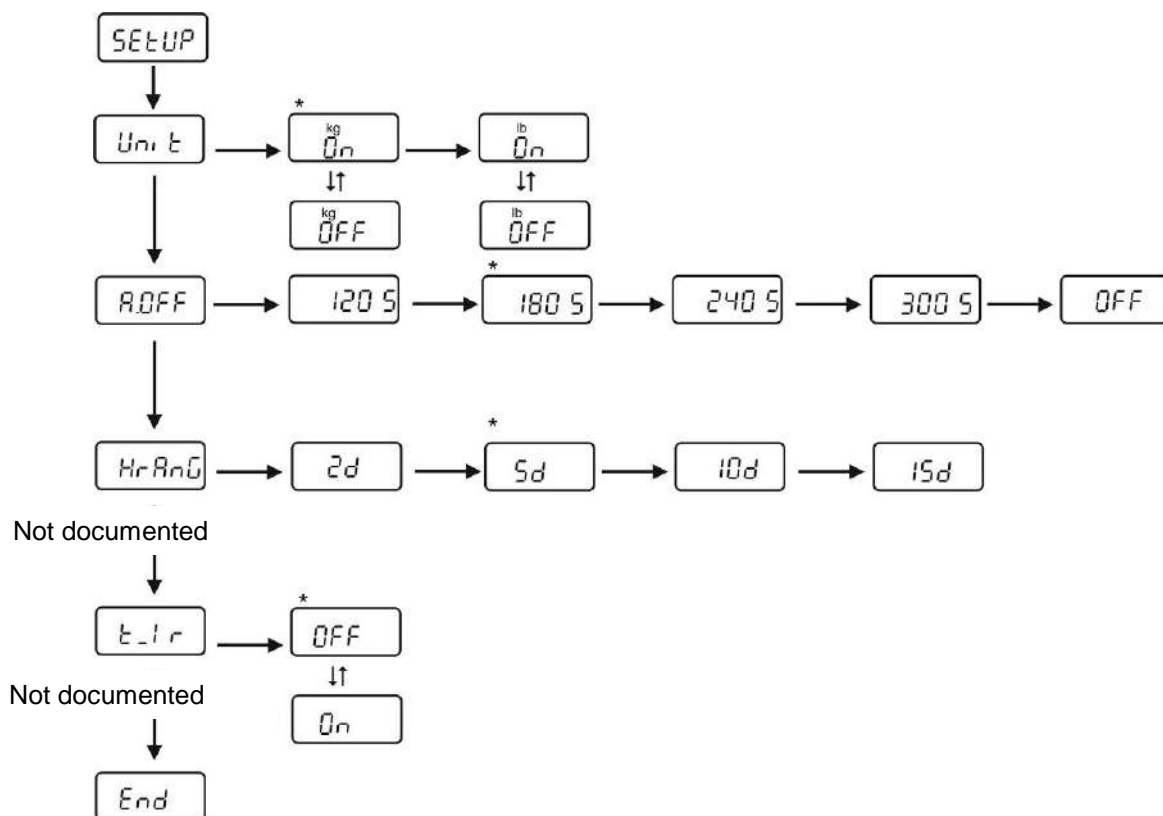 SEtUP
*
Unit kg On lb On
kg OFF lb OFF
*
A.OFF 120 S 180 S 240 S 300 S OFF
*
HrAnG 2d 5d 10d 15d
Not documented
*
t_Ir OFF
Not documented
On
End